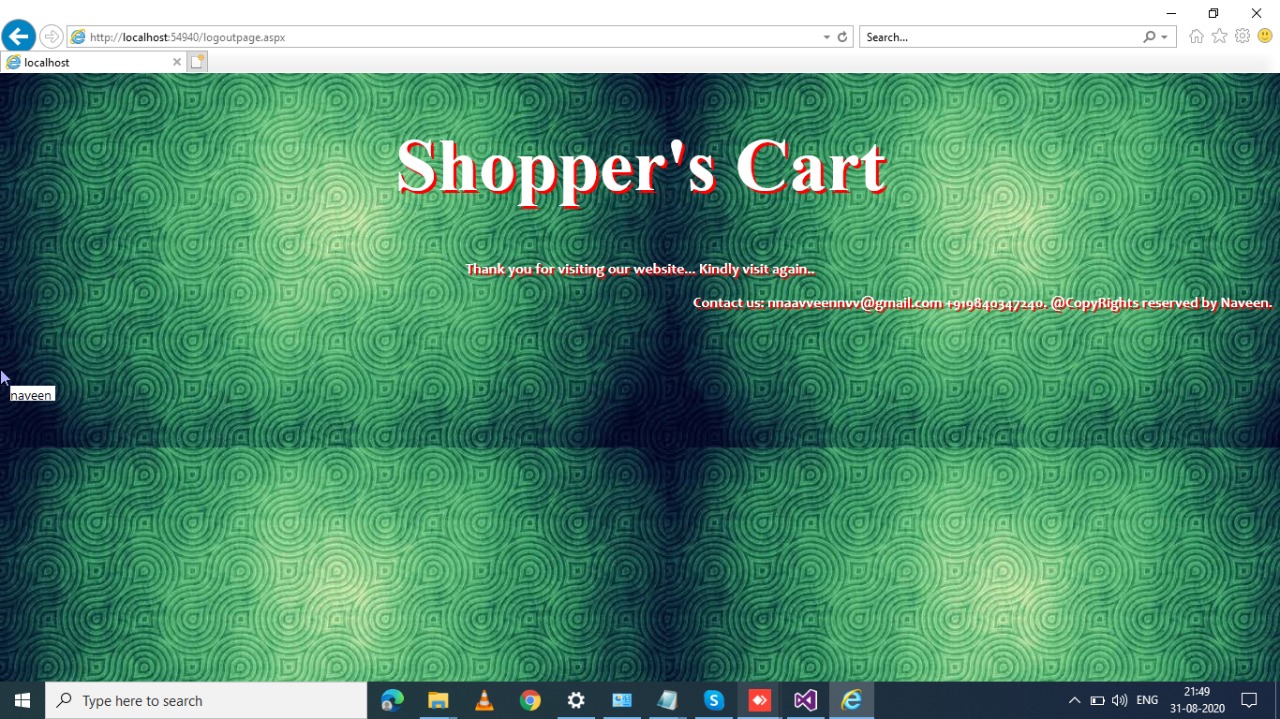 http://localhost:54940/logoutpage.aspx
Search...
localhost
Shopper's Cart
Thank you for visiting our website... Kindly visit again..
Contact us: nnaavveennvv@gmail.com +919840347240. @CopyRights reserved by Naveen.
naveen
Type here to search
ENG
21:49
31-08-2020